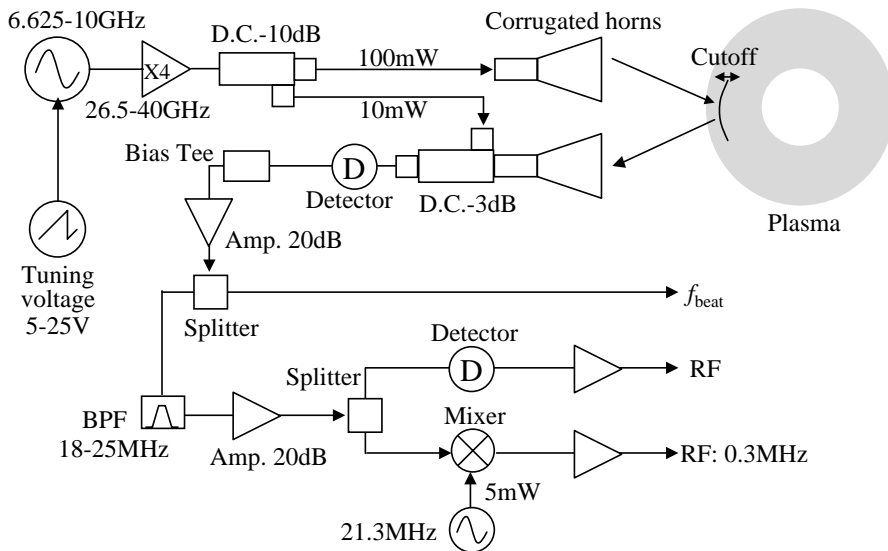 6.625-10GHz
D.C.-10dB
Corrugated horns
X4
100mW
Cutoff
26.5-40GHz
10mW
Bias Tee
D
Detector
D.C.-3dB
Plasma
Amp. 20dB
Tuning
voltage
5-25V
Splitter
fbeat
Detector
D
RF
Splitter
Mixer
BPF
18-25MHz
Amp. 20dB
RF: 0.3MHz
5mW
21.3MHz